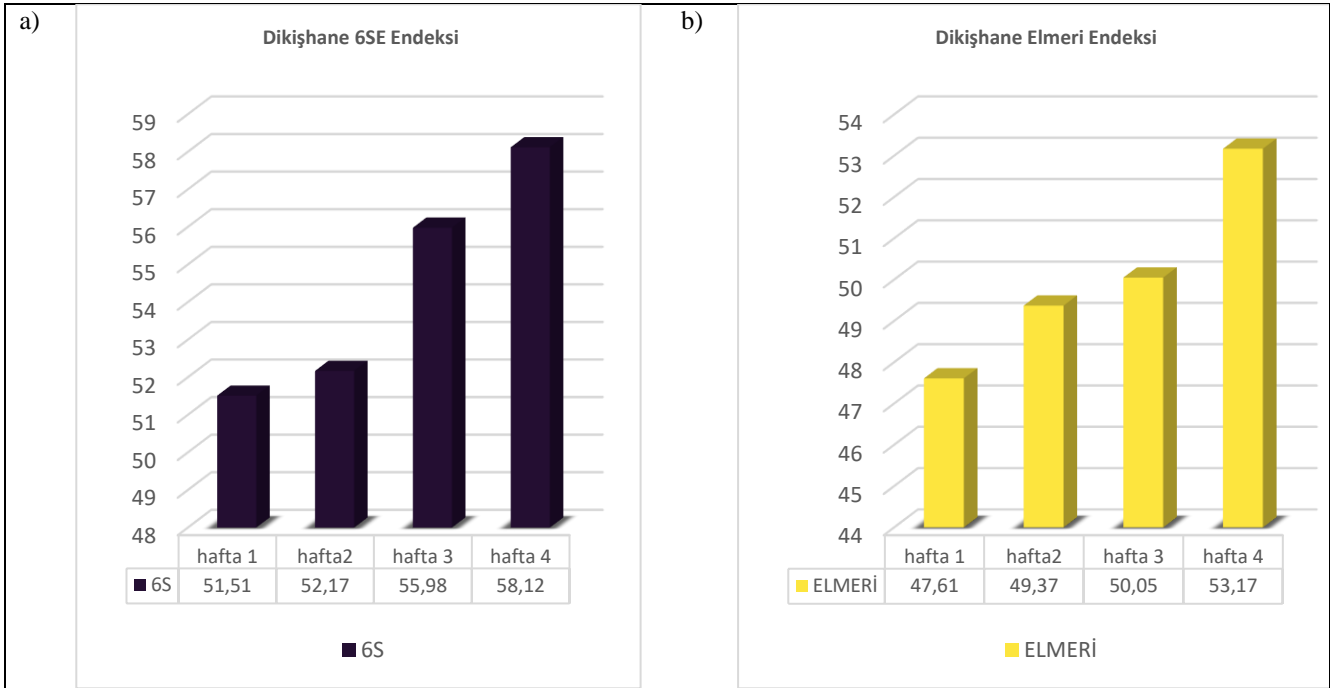 a)
Dikişhane 6SE Endeksi
59
58
57
56
55
54
53
52
51
50
49
48
hafta 1 hafta2 hafta 3 hafta 4
6S 51,51 52,17 55,98 58,12
6S
b)
Dikişhane Elmeri Endeksi
54
53
52
51
50
49
48
47
46
45
44
hafta 1 hafta2 hafta 3 hafta 4
ELMERİ 47,61 49,37 50,05 53,17
ELMERİ